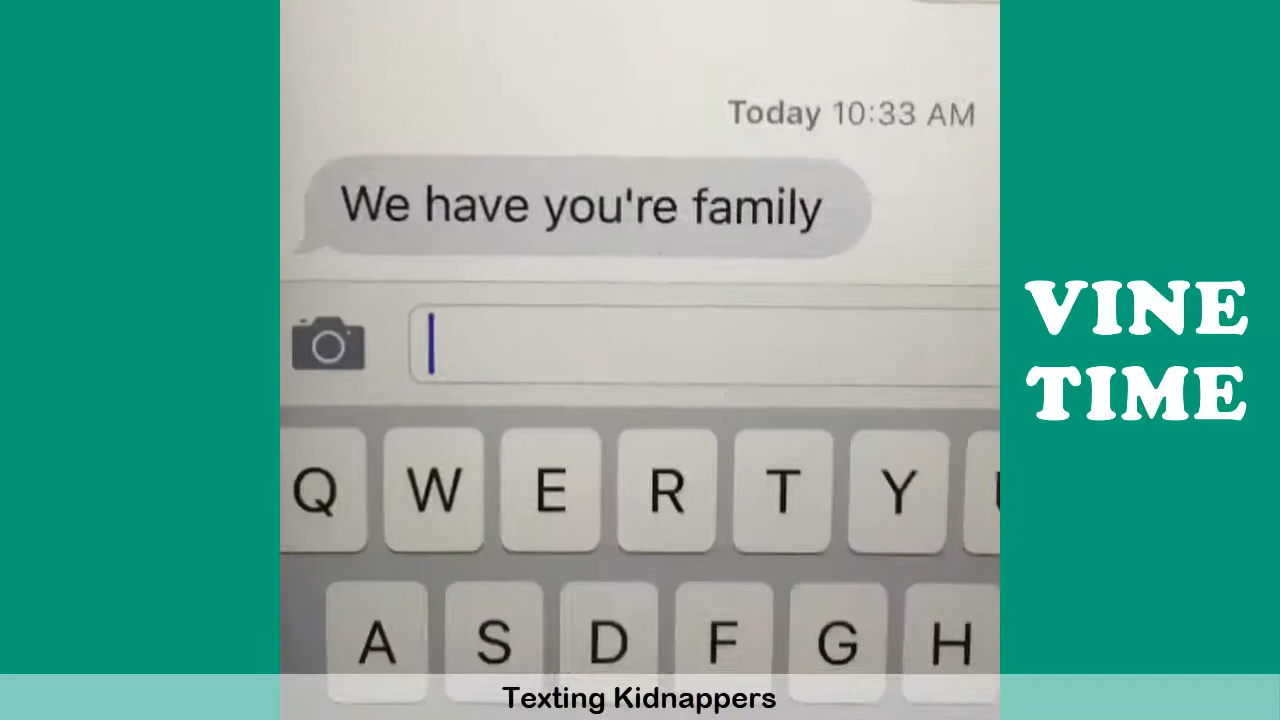 Today 10:33 AM
We have you're family
VINE
TIME
Q W E R T Y
A S D F G H
Texting Kidnappers